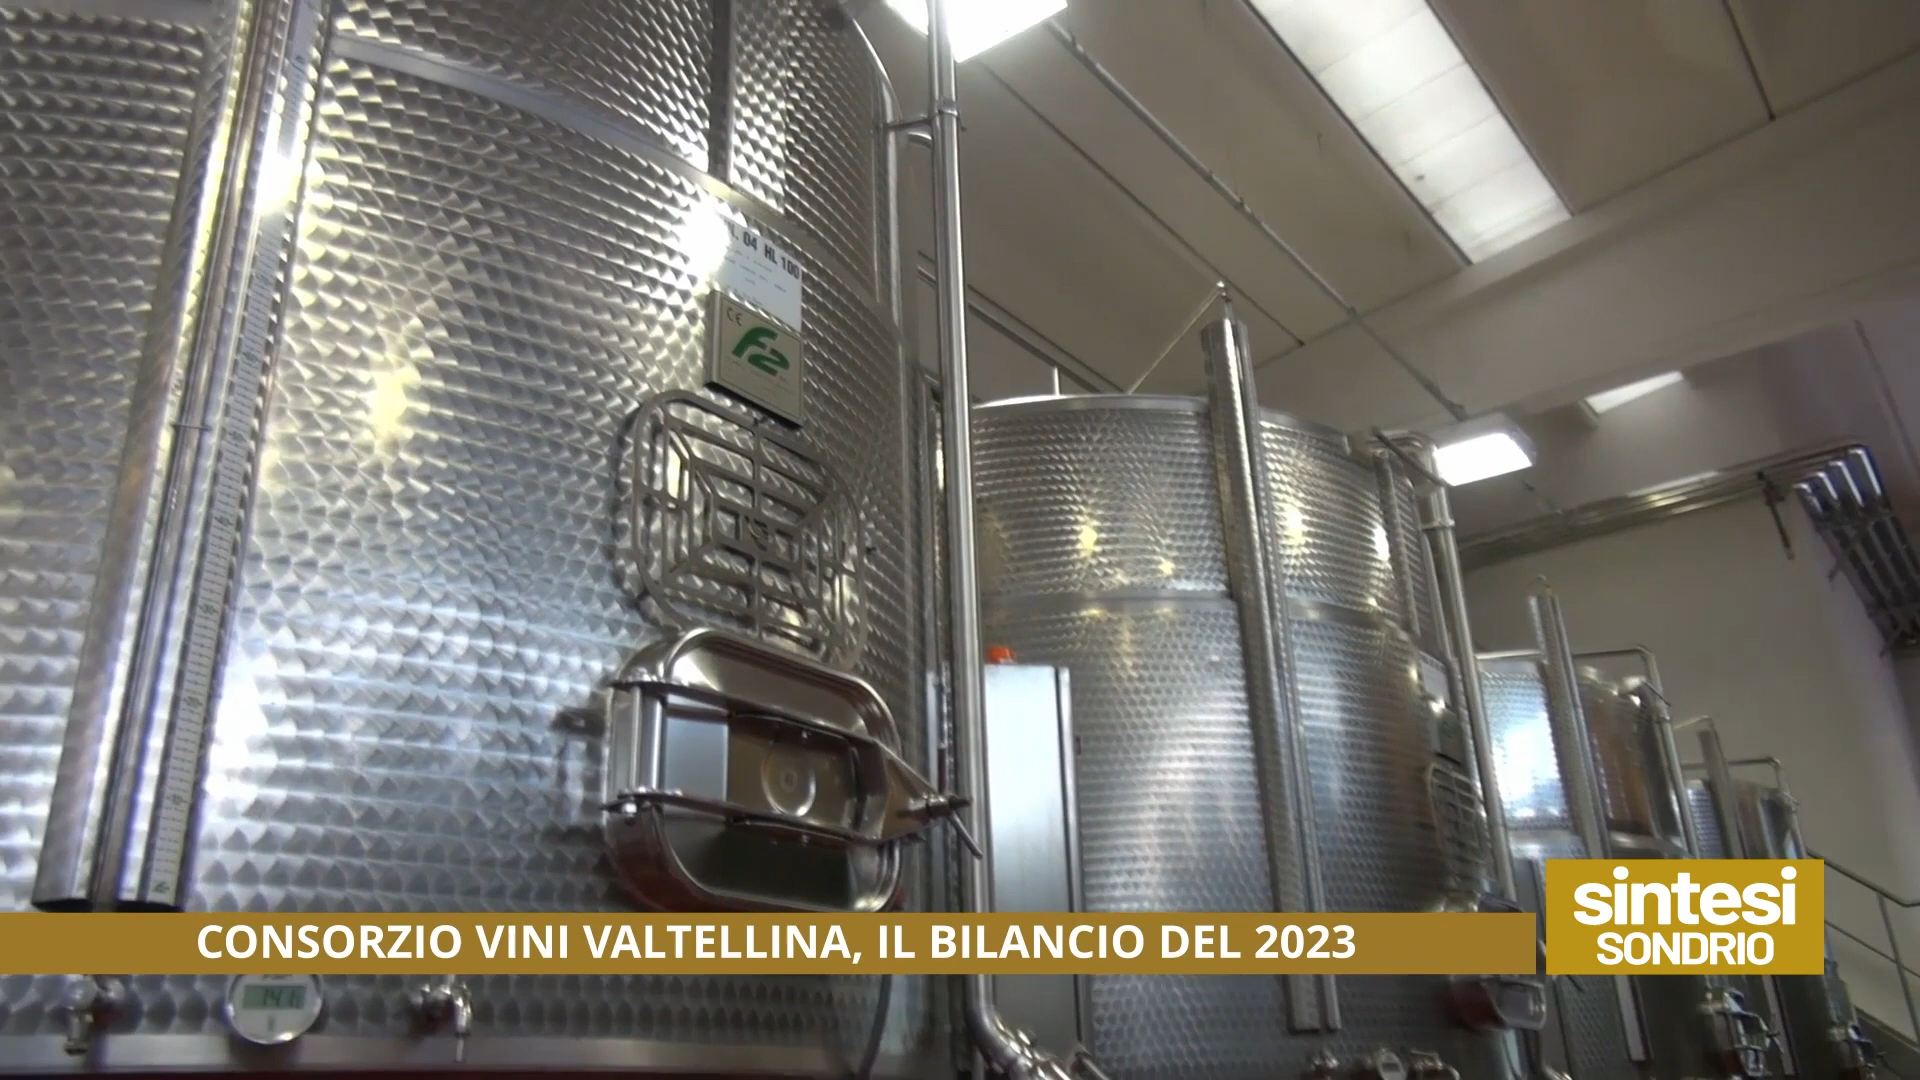 N. 04 HL 100
CE
F2
CONSORZIO VINI VALTELLINA, IL BILANCIO DEL 2023
sintesi
SONDRIO